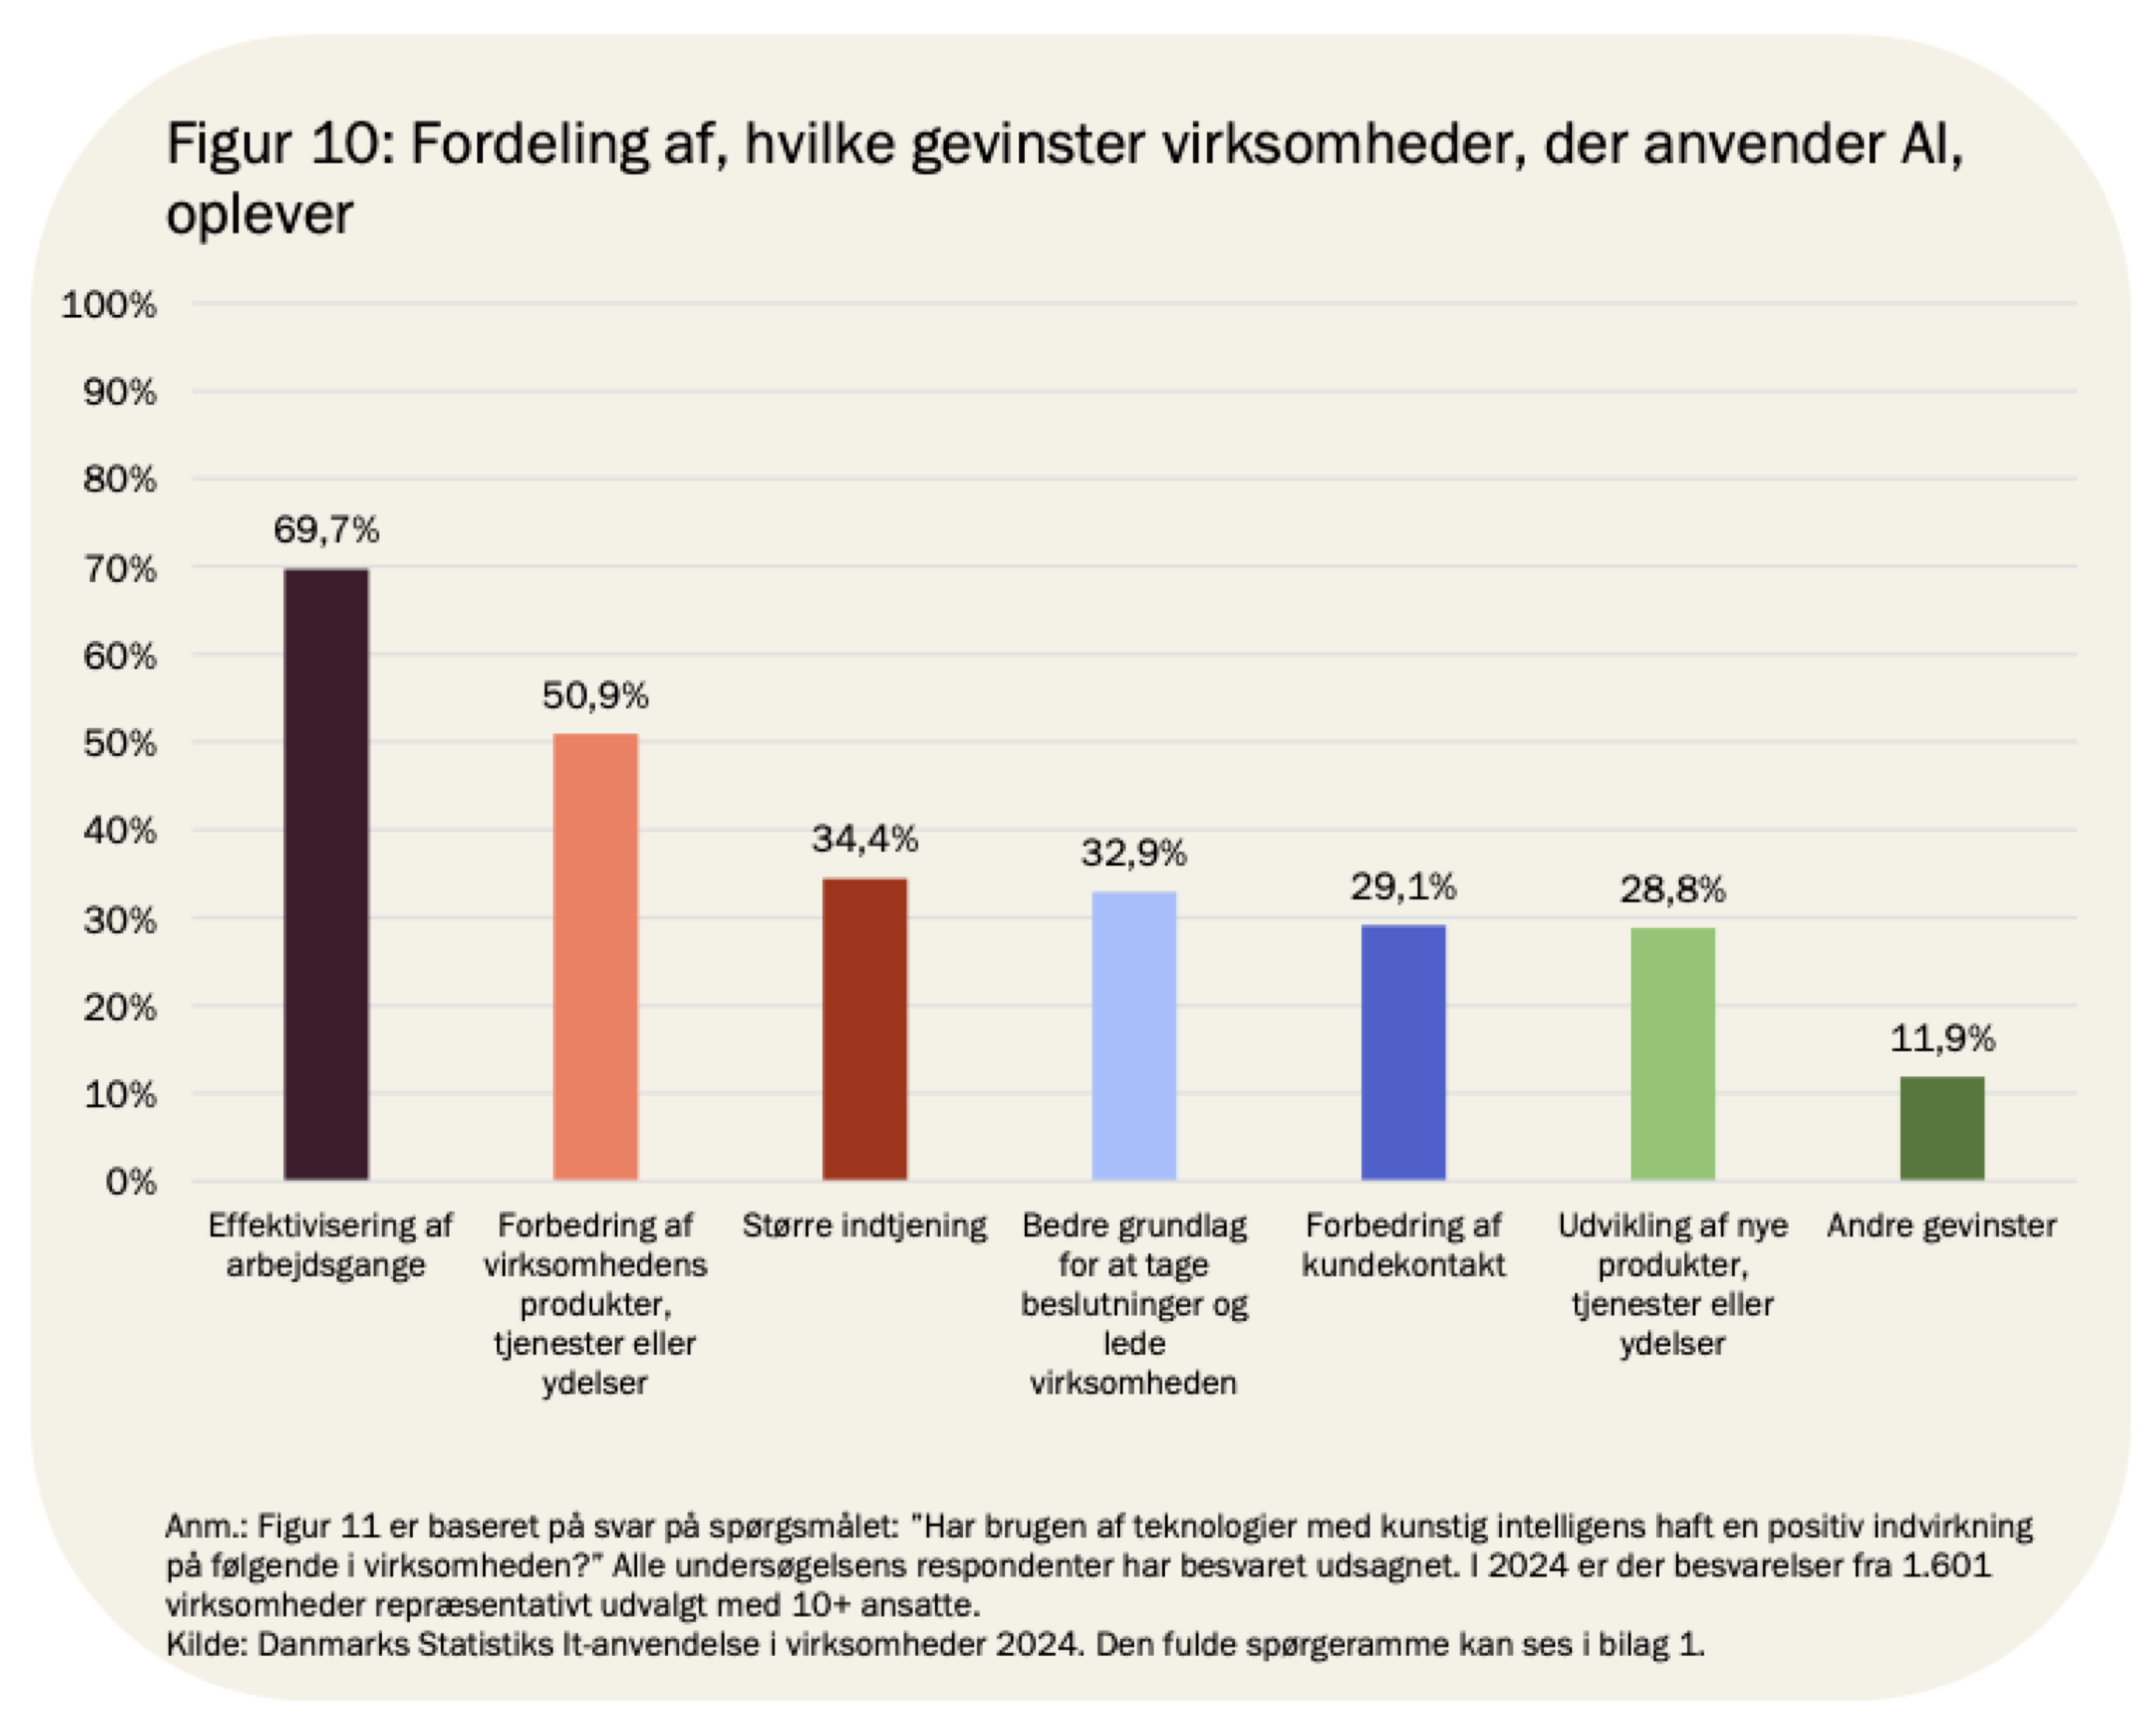 Figur 10: Fordeling af, hvilke gevinster virksomheder, der anvender AI,
oplever
100%
90%
80%
70%
60%
50%
40%
30%
20%
10%
0%
69,7%
50,9%
34,4%
32,9%
29,1%
28,8%
11,9%
Effektivisering af
arbejdsgange
Forbedring af
virksomhedens
produkter,
tjenester eller
ydelser
Større indtjening
Bedre grundlag
for at tage
beslutninger og
lede
virksomheden
Forbedring af
kundekontakt
Udvikling af nye
produkter,
tjenester eller
ydelser
Andre gevinster
Anm.: Figur 11 er baseret på svar på spørgsmålet: ”Har brugen af teknologier med kunstig intelligens haft en positiv indvirkning
på følgende i virksomheden?” Alle undersøgelsens respondenter har besvaret udsagnet. I 2024 er der besvarelser fra 1.601
virksomheder repræsentativt udvalgt med 10+ ansatte.
Kilde: Danmarks Statistiks It-anvendelse i virksomheder 2024. Den fulde spørgeramme kan ses i bilag 1.